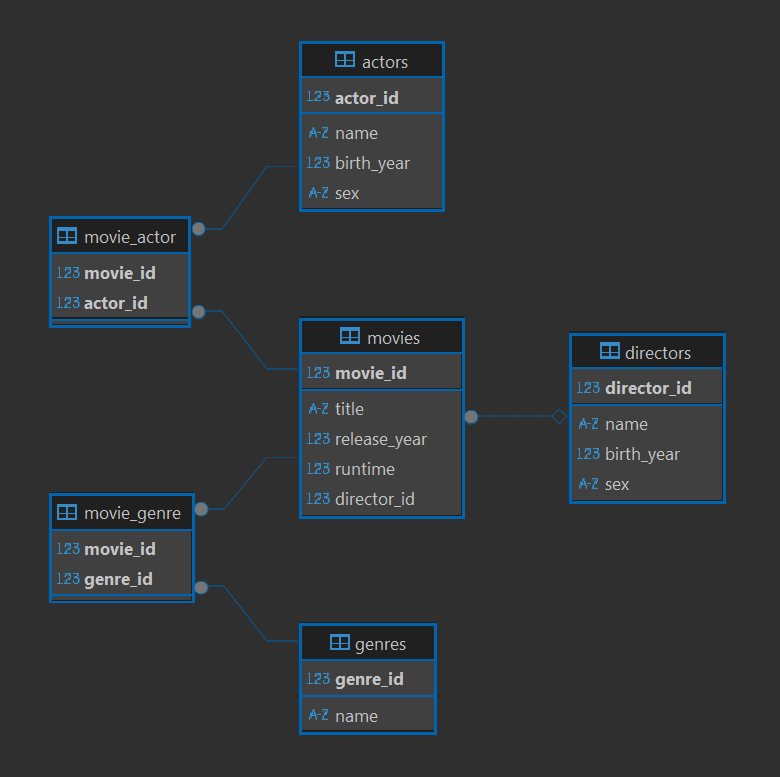 actors
123 actor_id
A-Z name
123 birth_year
A-Z sex
movie_actor
123 movie_id
123 actor_id
movies
123 movie_id
A-Z title
123 release_year
123 runtime
123 director_id
directors
123 director_id
A-Z name
123 birth_year
A-Z sex
movie_genre
123 movie_id
123 genre_id
genres
123 genre_id
A-Z name